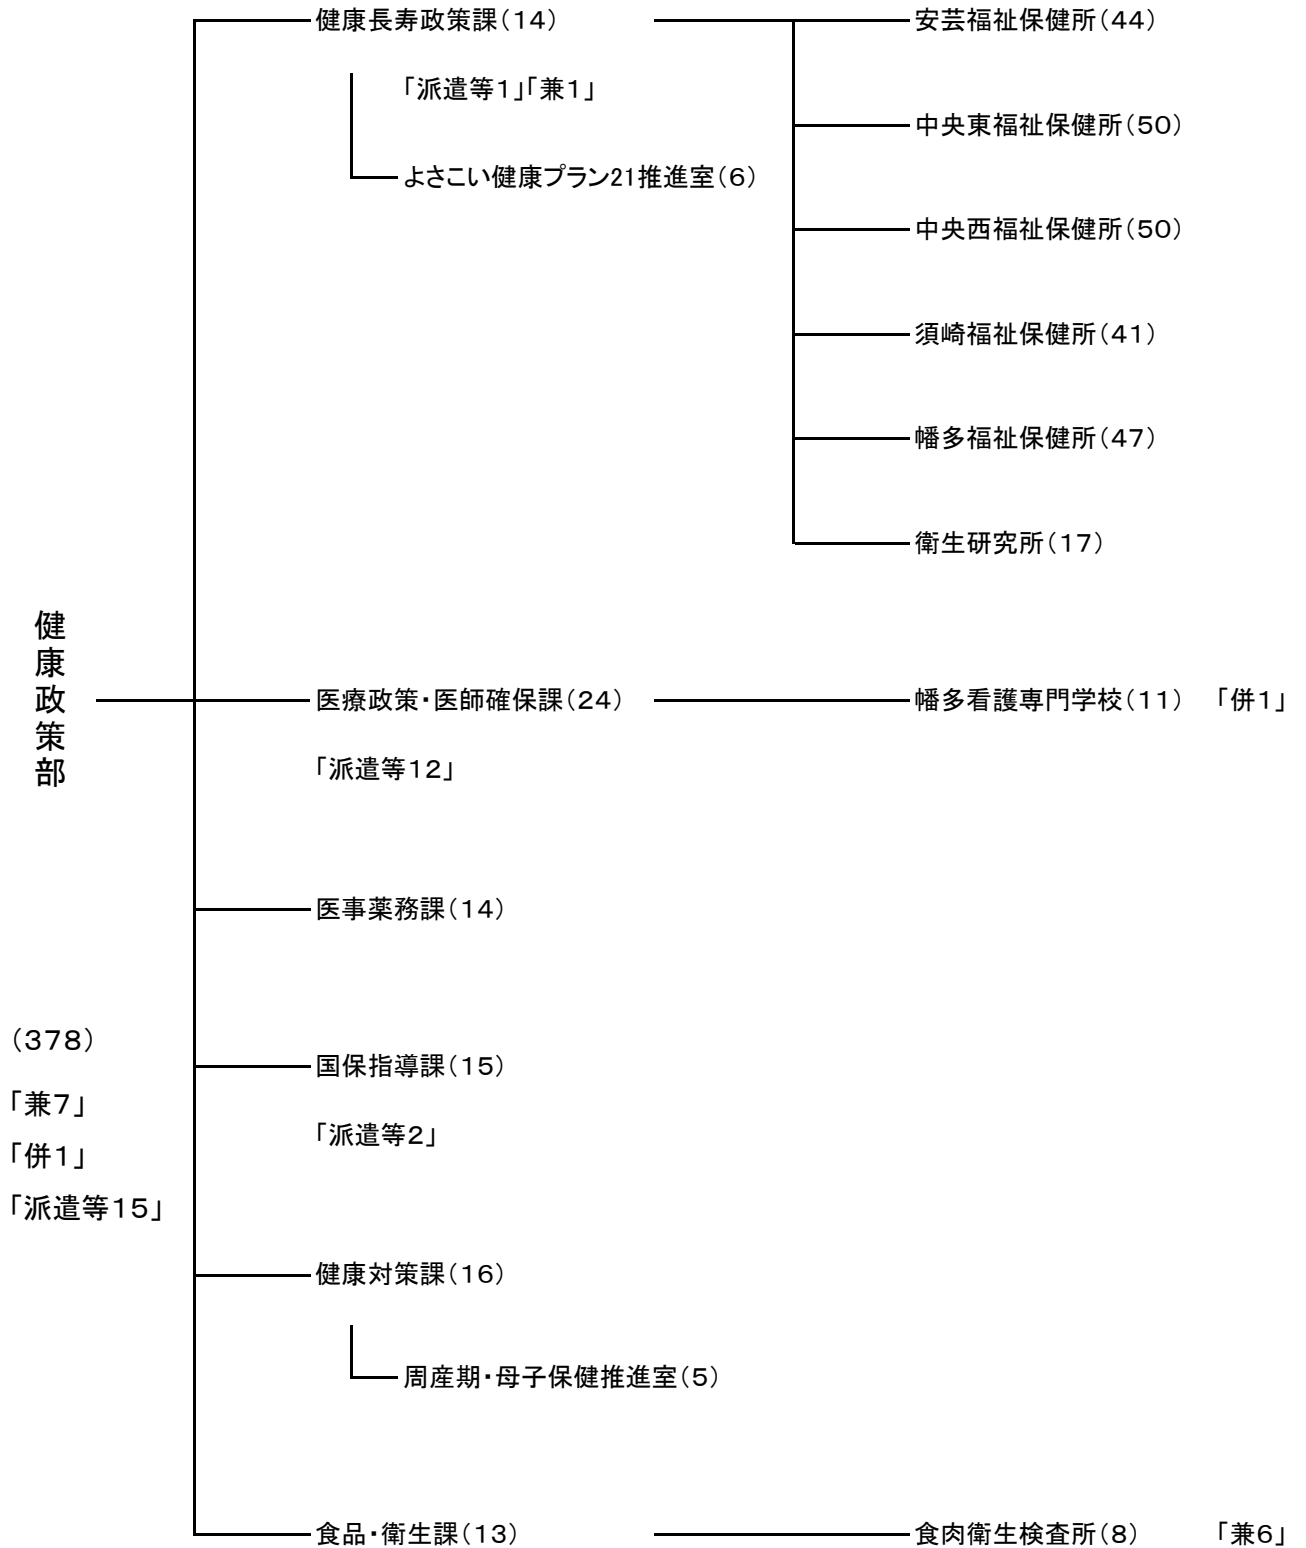 健康政策部
(378)
「兼7」
「併1」
「派遣等15」
健康長寿政策課(14)
「派遣等1」「兼1」
よさこい健康プラン21推進室(6)
安芸福祉保健所(44)
中央東福祉保健所(50)
中央西福祉保健所(50)
須崎福祉保健所(41)
幡多福祉保健所(47)
衛生研究所(17)
医療政策・医師確保課(24)
「派遣等12」
幡多看護専門学校(11) 「併1」
医事薬務課(14)
国保指導課(15)
「派遣等2」
健康対策課(16)
周産期・母子保健推進室(5)
食品・衛生課(13)
食肉衛生検査所(8) 「兼6」